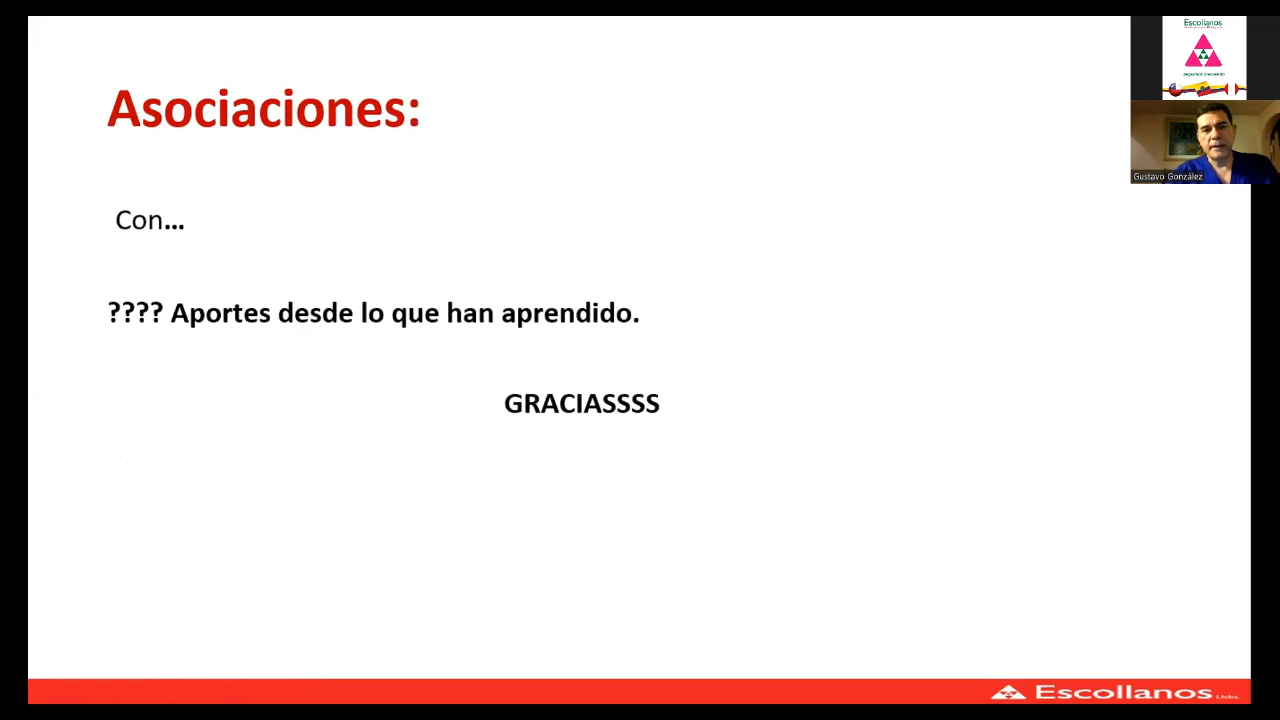 Asociaciones:
Con...
???? Aportes desde lo que han aprendido.
GRACIASSSS
Escollanos
Escollanos
Gustavo González